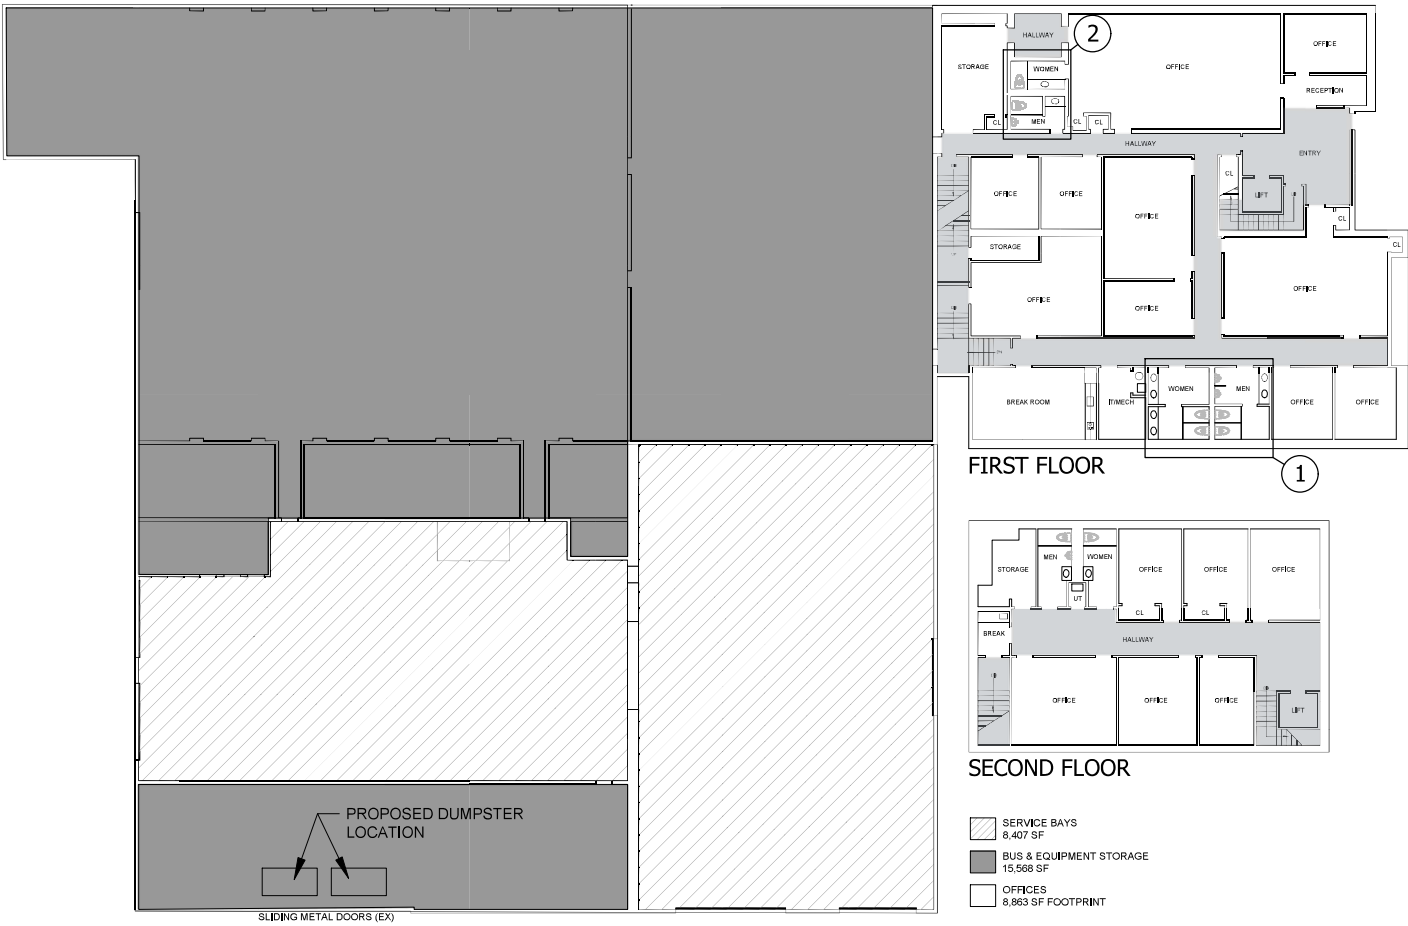 HALLWAY
2
OFFICE
STORAGE
WOMEN
OFFICE
RECEPTION
CL
MEN
CL
CL
HALLWAY
ENTRY
CL
OFFICE
OFFICE
LIFT
OFFICE
CL
STORAGE
CL
OFFICE
OFFICE
OFFICE
BREAK ROOM
IT/MECH
WOMEN
MEN
OFFICE
OFFICE
FIRST FLOOR
1
STORAGE
MEN
WOMEN
OFFICE
OFFICE
OFFICE
UT
CL
CL
BREAK
HALLWAY
OFFICE
OFFICE
OFFICE
LIFT
SECOND FLOOR
PROPOSED DUMPSTER
LOCATION
SLIDING METAL DOORS (EX)
SERVICE BAYS
8,407 SF
BUS & EQUIPMENT STORAGE
15,568 SF
OFFICES
8,863 SF FOOTPRINT